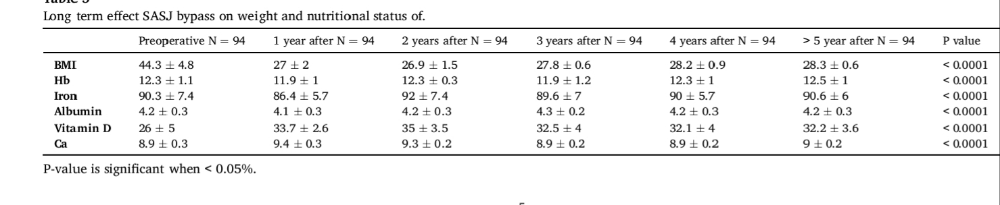 Long term effect SASJ bypass on weight and nutritional status of.
Preoperative N = 94 1 year after N = 94 2 years after N = 94 3 years after N = 94 4 years after N = 94 > 5 year after N = 94 P value
BMI 44.3 ± 4.8 27 ± 2 26.9 ± 1.5 27.8 ± 0.6 28.2 ± 0.9 28.3 ± 0.6 < 0.0001
Hb 12.3 ± 1.1 11.9 ± 1 12.3 ± 0.3 11.9 ± 1.2 12.3 ± 1 12.5 ± 1 < 0.0001
Iron 90.3 ± 7.4 86.4 ± 5.7 92 ± 7.4 89.6 ± 7 90 ± 5.7 90.6 ± 6 < 0.0001
Albumin 4.2 ± 0.3 4.1 ± 0.3 4.2 ± 0.3 4.3 ± 0.2 4.2 ± 0.3 4.2 ± 0.3 < 0.0001
Vitamin D 26 ± 5 33.7 ± 2.6 35 ± 3.5 32.5 ± 4 32.1 ± 4 32.2 ± 3.6 < 0.0001
Ca 8.9 ± 0.3 9.4 ± 0.3 9.3 ± 0.2 8.9 ± 0.2 8.9 ± 0.2 9 ± 0.2 < 0.0001
P-value is significant when < 0.05%.